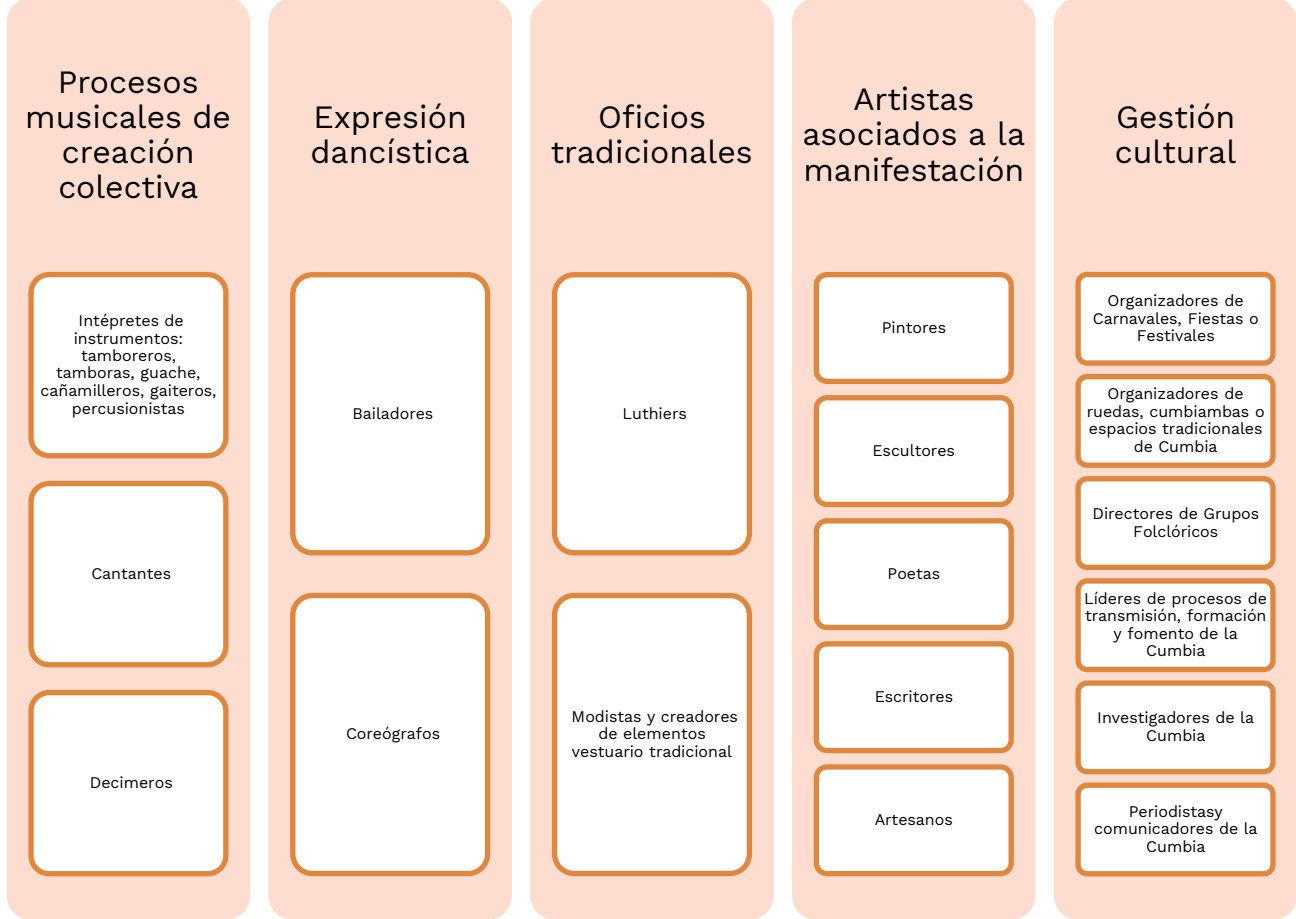 Procesos
musicales de
creación
colectiva
Intépretes de
instrumentos:
tamboreros,
tamboras, guache,
cañamilleros, gaiteros,
percusionistas
Cantantes
Decimeros
Expresión
dancística
Bailadores
Coreógrafos
Oficios
tradicionales
Luthiers
Modistas y creadores
de elementos
vestuario tradicional
Artistas
asociados a la
manifestación
Pintores
Escultores
Poetas
Escritores
Artesanos
Gestión
cultural
Organizadores de
Carnavales, Fiestas o
Festivales
Organizadores de
ruedas, cumbiambas o
espacios tradicionales
de Cumbia
Directores de Grupos
Folclóricos
Líderes de procesos de
transmisión, formación
y fomento de la
Cumbia
Investigadores de la
Cumbia
Periodistasy
comunicadores de la
Cumbia